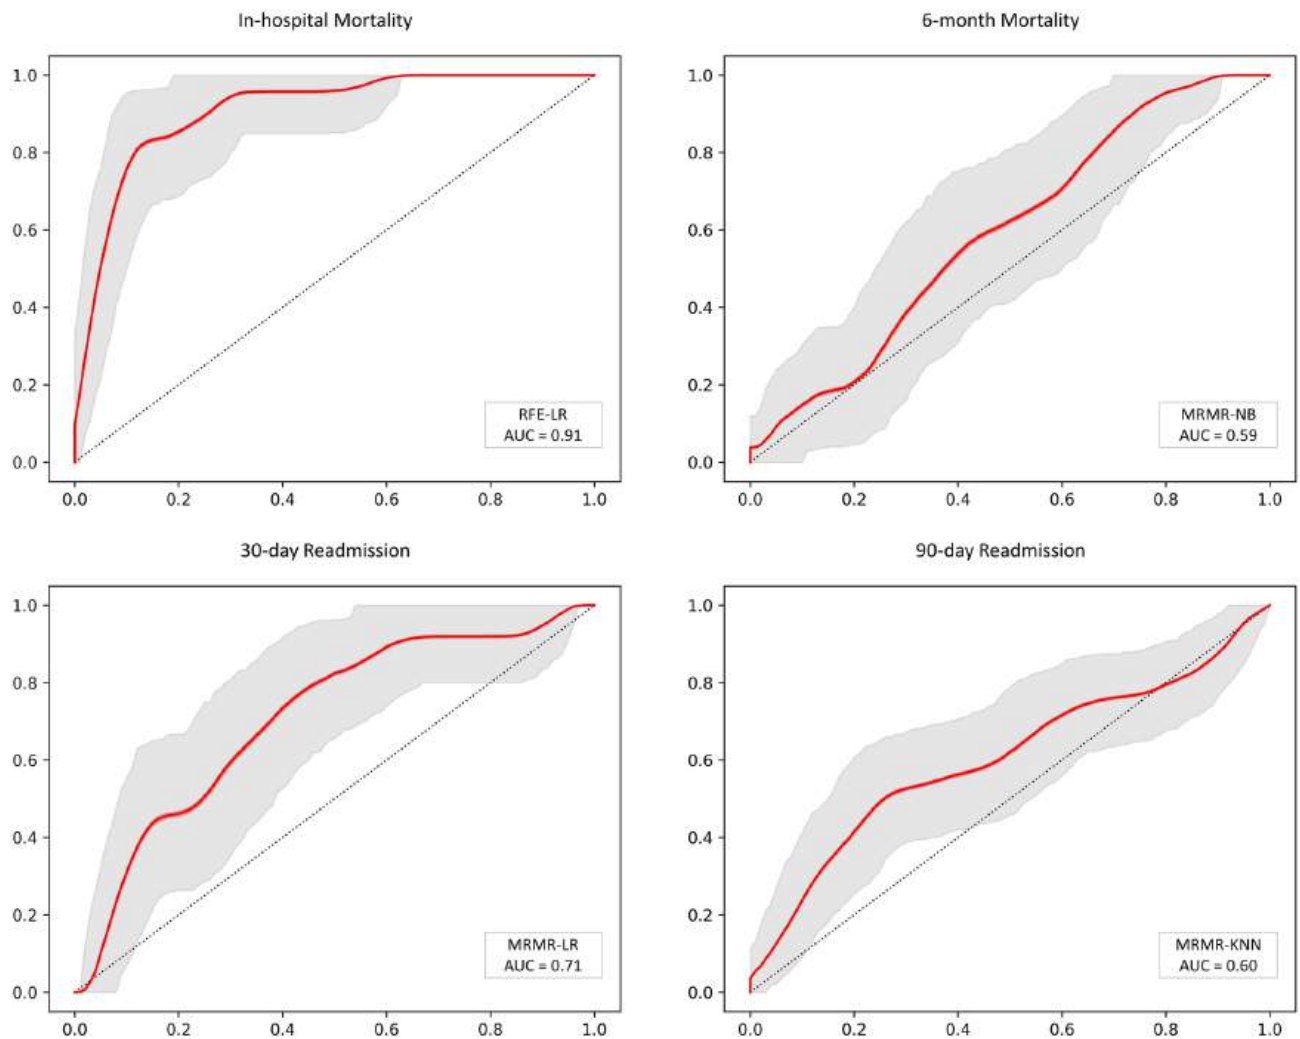 In-hospital Mortality
1.0
0.8
0.6
0.4
0.2
0.0
RFE-LR
AUC = 0.91
0.0 0.2 0.4 0.6 0.8 1.0
6-month Mortality
1.0
0.8
0.6
0.4
0.2
0.0
MRMR-NB
AUC = 0.59
0.0 0.2 0.4 0.6 0.8 1.0
30-day Readmission
1.0
0.8
0.6
0.4
0.2
0.0
MRMR-LR
AUC = 0.71
0.0 0.2 0.4 0.6 0.8 1.0
90-day Readmission
1.0
0.8
0.6
0.4
0.2
0.0
MRMR-KNN
AUC = 0.60
0.0 0.2 0.4 0.6 0.8 1.0